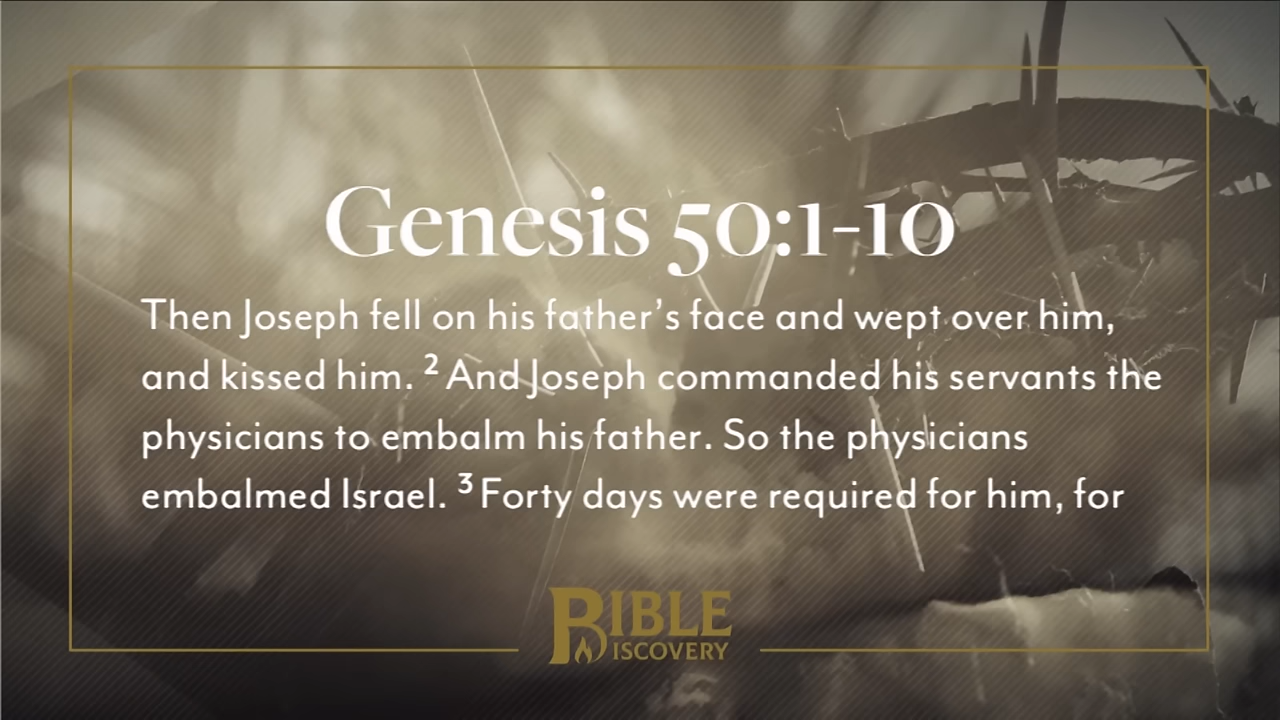 Genesis 50:1-10
Then Joseph fell on his father’s face and wept over him,
and kissed him. ² And Joseph commanded his servants the
physicians to embalm his father. So the physicians
embalmed Israel. ³ Forty days were required for him, for
BIBLE
DISCOVERY